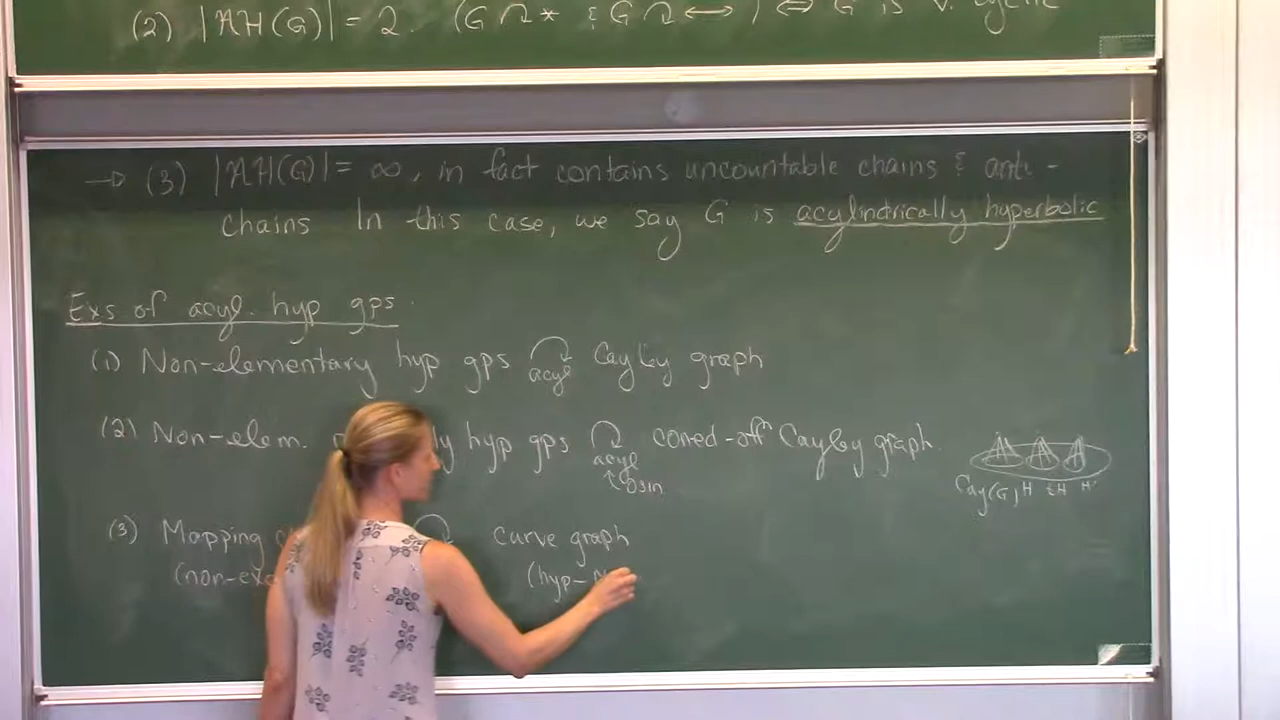 (2) |AH(G)| = 2. (G ↷ * & G ↷ ⟷) ⇔ G is v. cyclic
→ (3) |AH(G)| = ∞, in fact contains uncountable chains & anti-
chains In this case, we say G is acylindrically hyperbolic
Exs of acyl. hyp gps.
(1) Non-elementary hyp gps ↷ Cayley graph
acyl
(2) Non-elem. hyp gps ↷ coned-off Cayley graph.
acyl
↑ Osin
Cay(G) H tH
(3) Mapping ↷ curve graph
(non-exc (hyp-